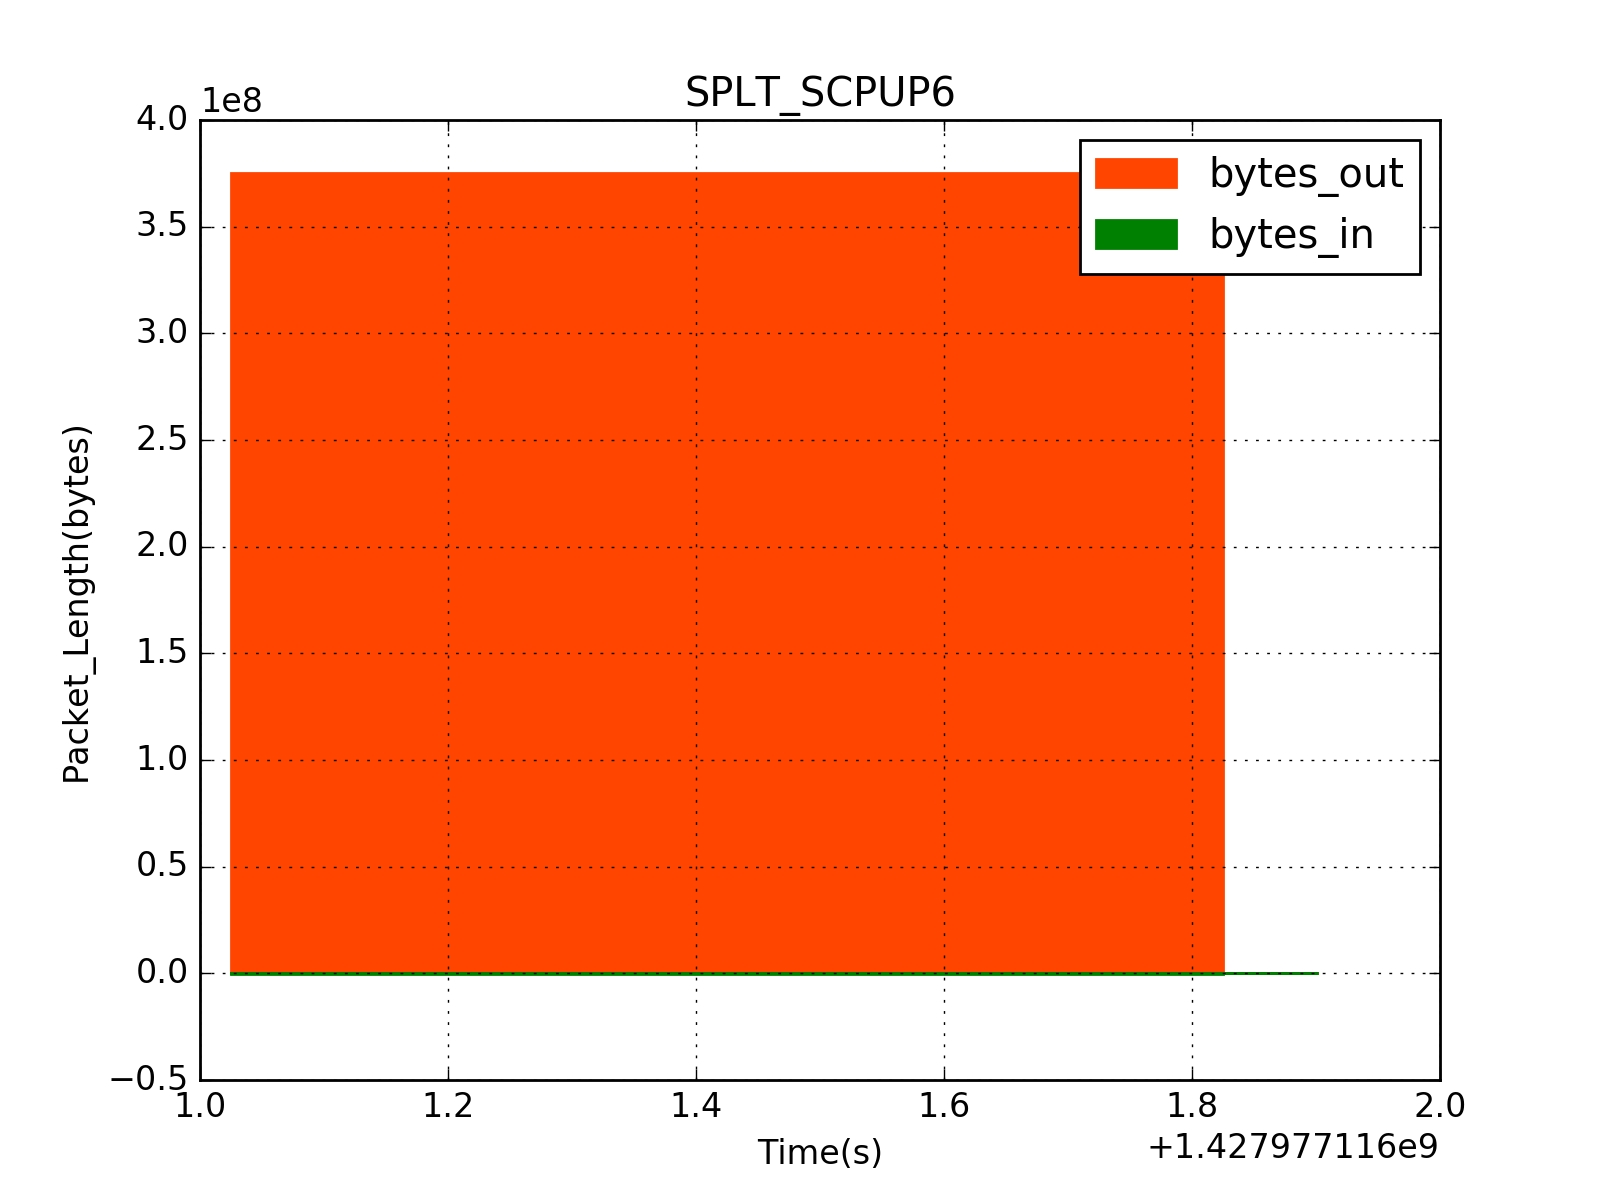 SPLT_SCPUP6
1e8
4.0
3.5
3.0
2.5
2.0
1.5
1.0
0.5
0.0
−0.5
Packet_Length(bytes)
bytes_out
bytes_in
1.0 1.2 1.4 1.6 1.8 2.0
Time(s)
+1.427977116e9